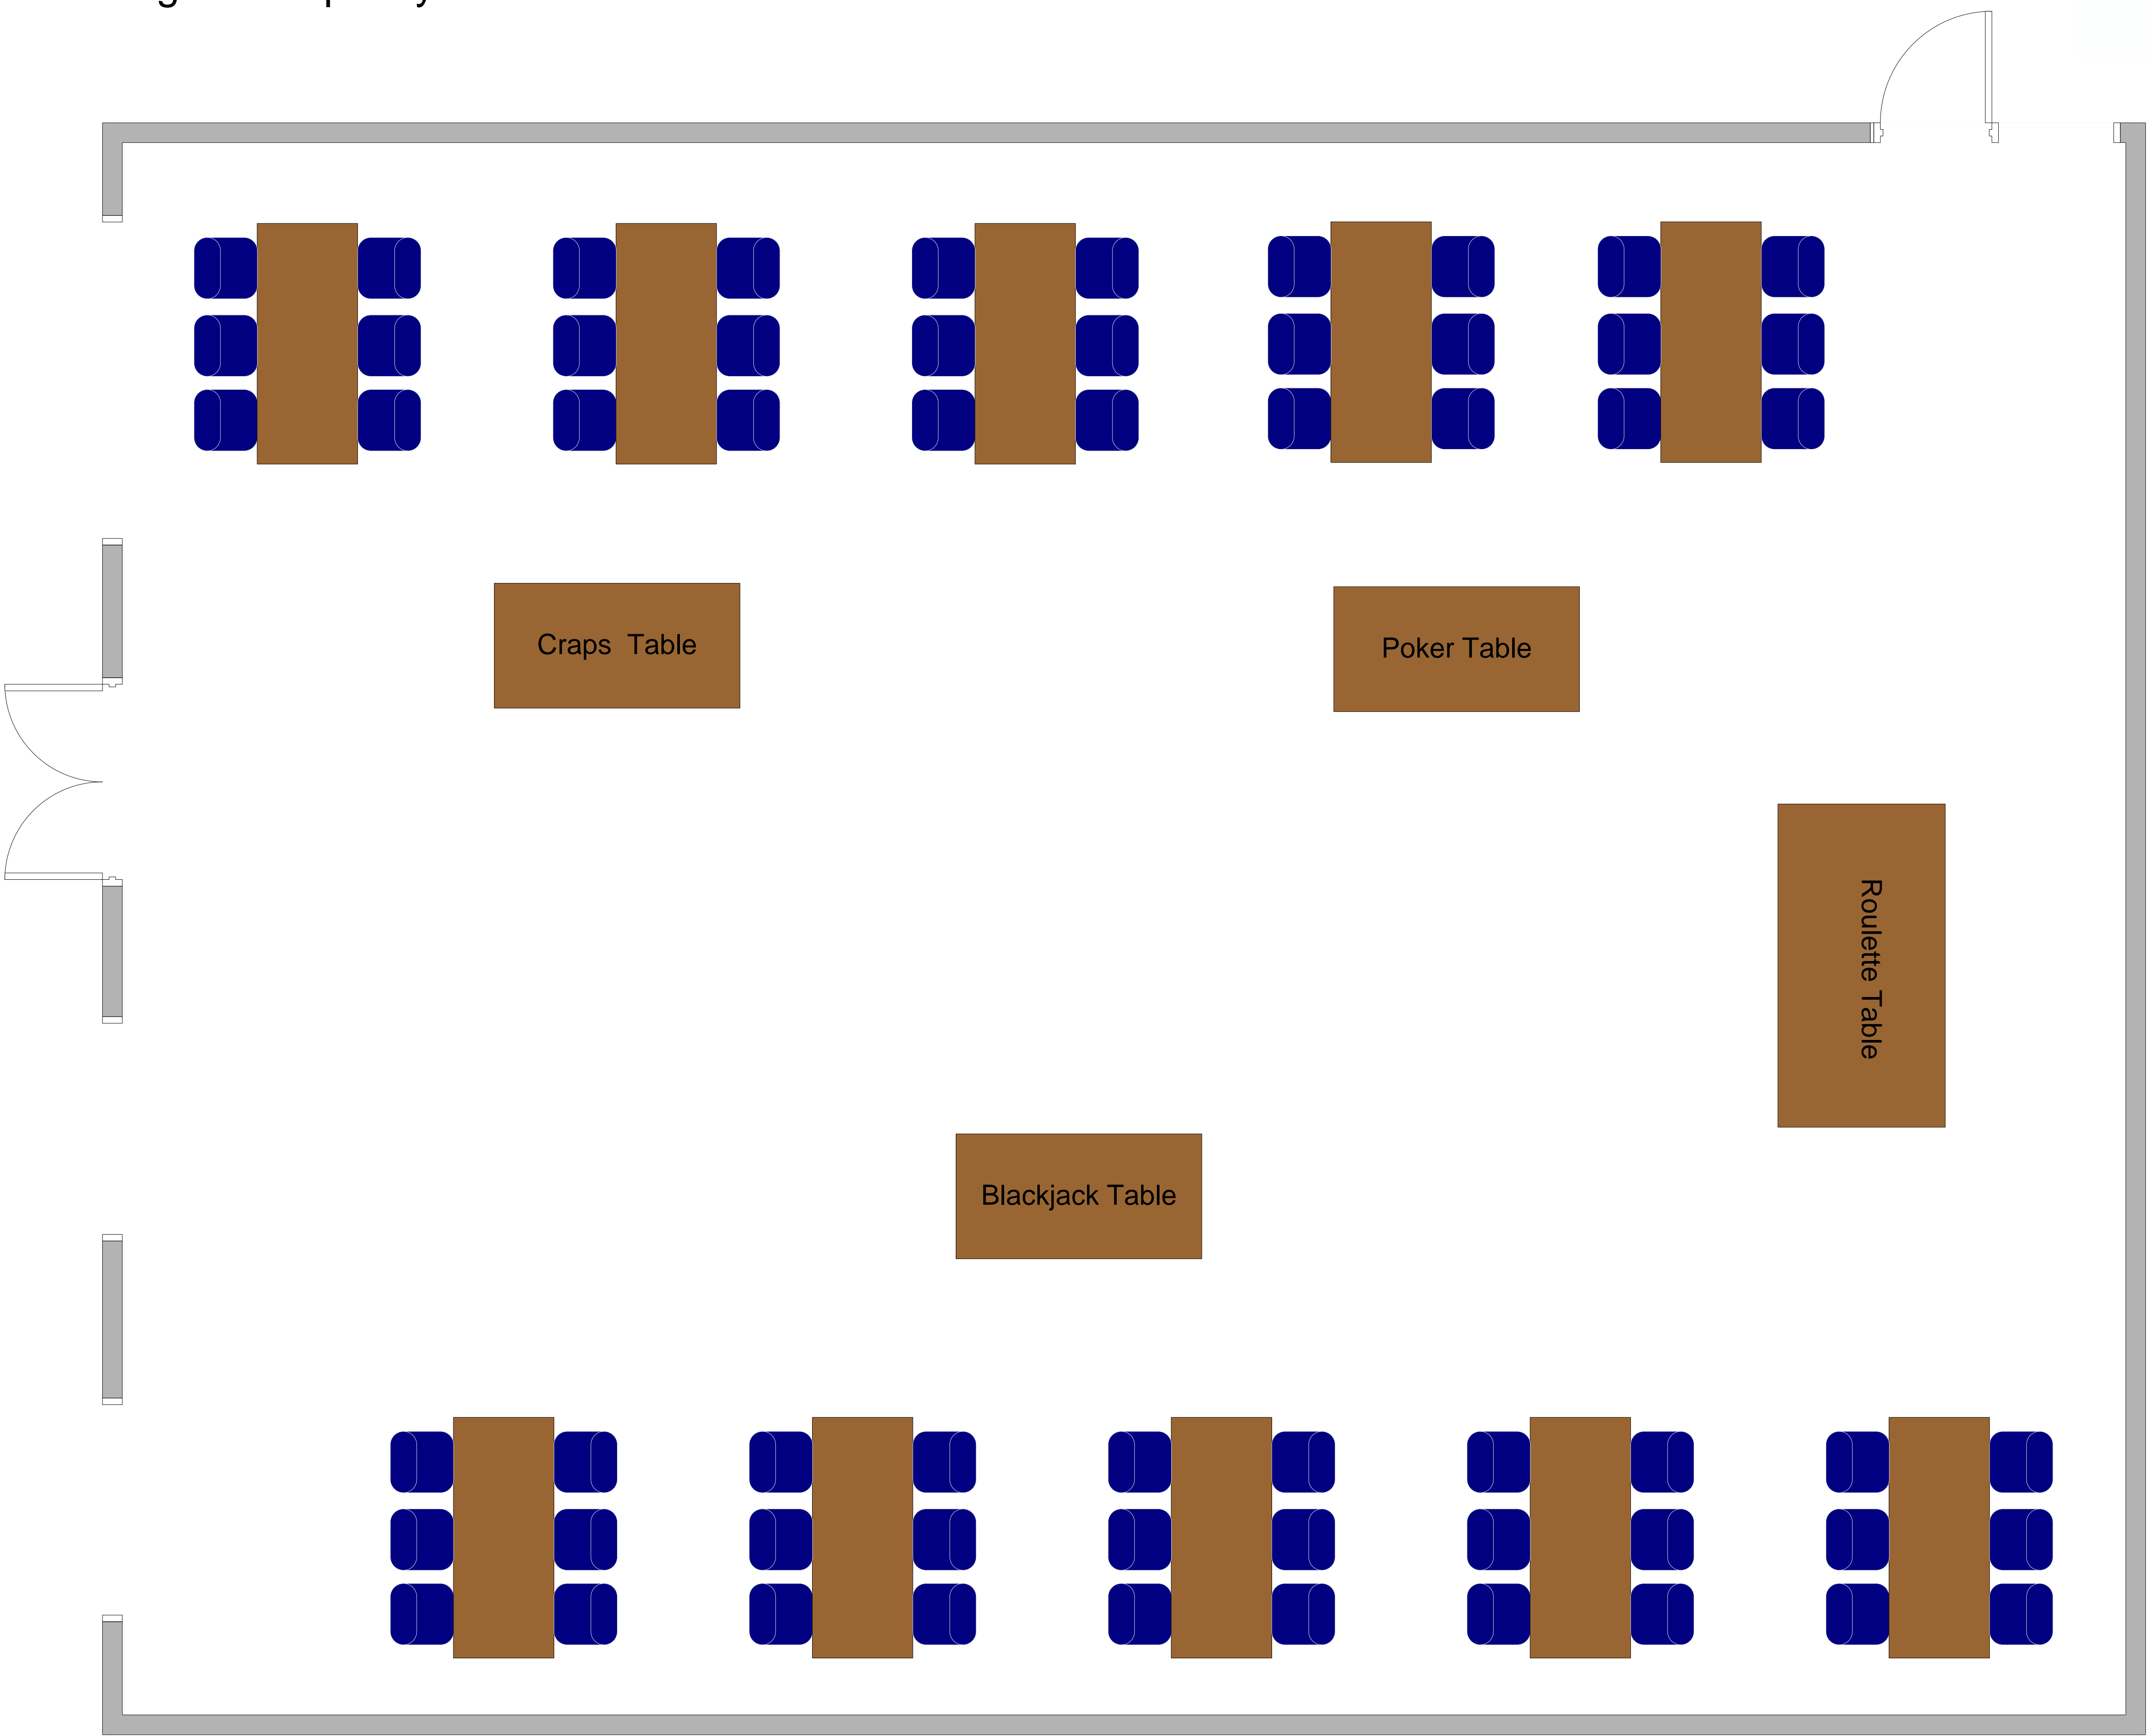 Craps  Table
Poker Table
Roulette Table
Blackjack Table